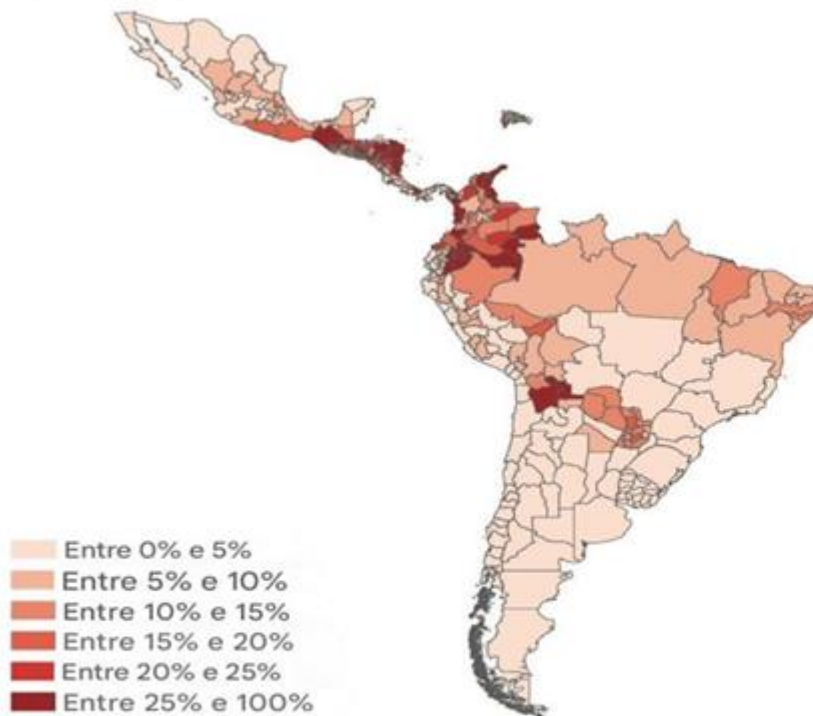 Entre 0% e 5%
Entre 5% e 10%
Entre 10% e 15%
Entre 15% e 20%
Entre 20% e 25%
Entre 25% e 100%